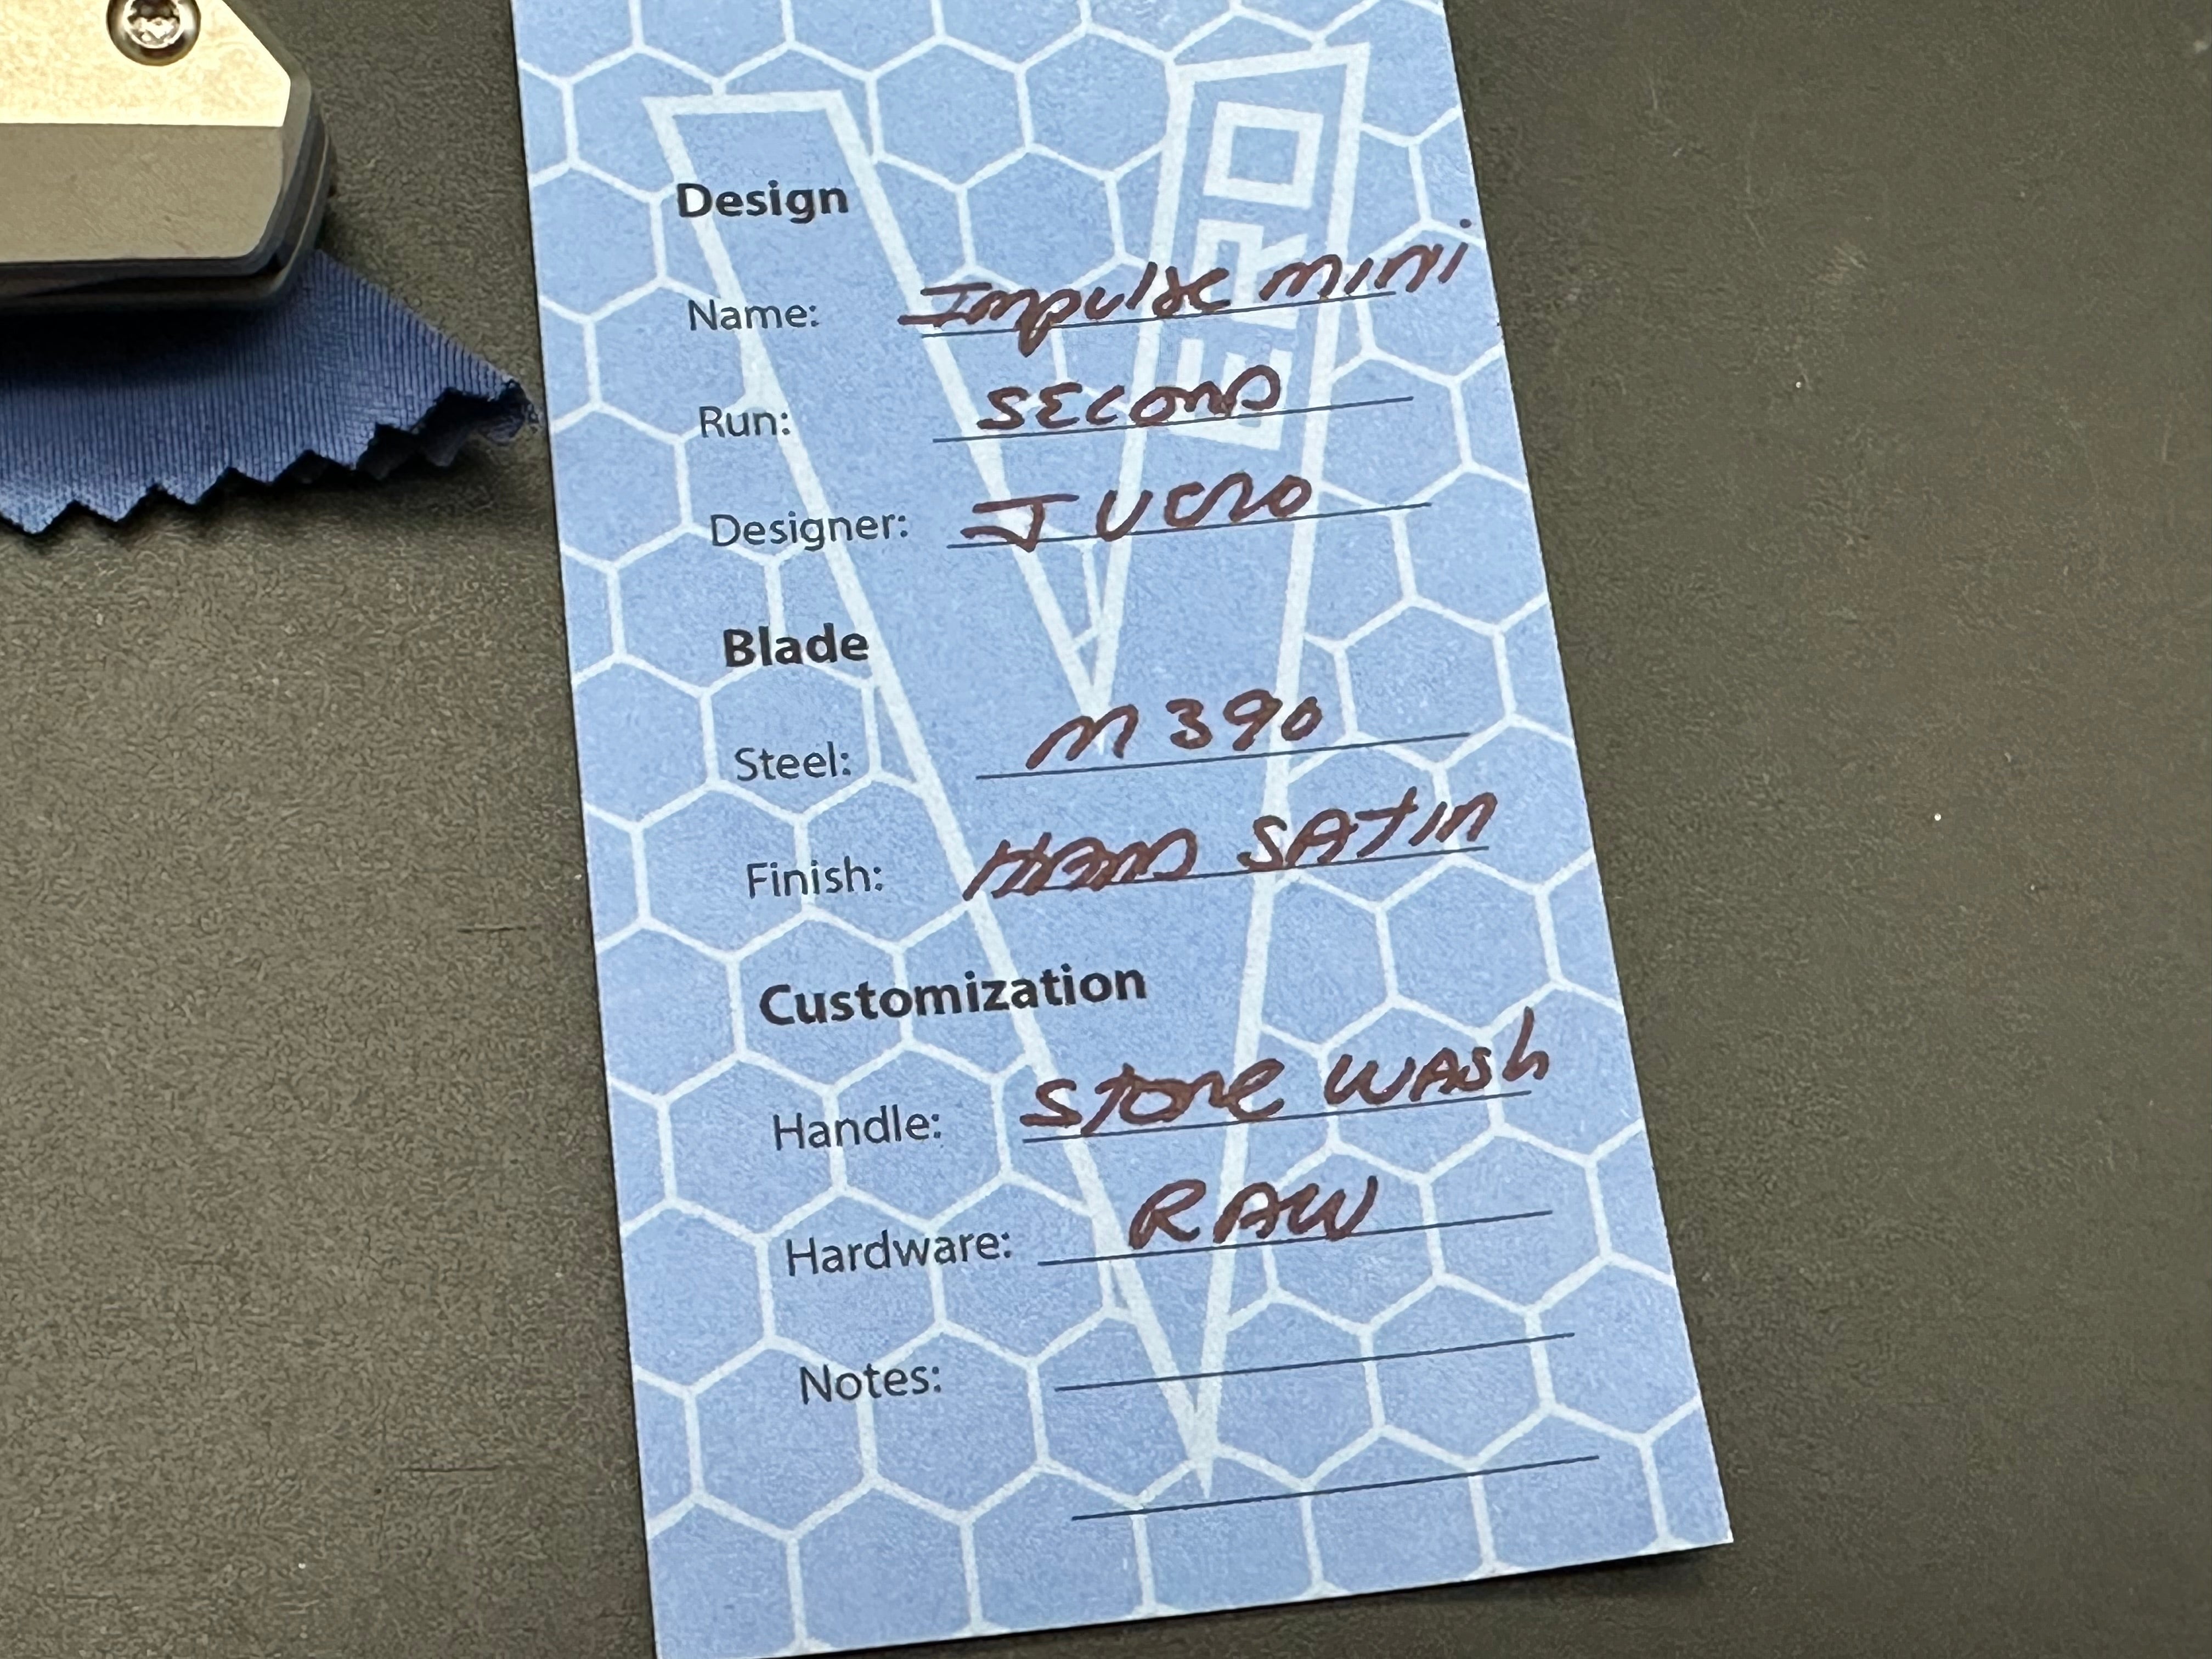 Design
Name: Impulse mini
Run: SECOND
Designer:
Blade
Steel: M390
Finish: HAND SATIN
Customization
Handle: Stone WASh
Hardware: RAW
Notes: